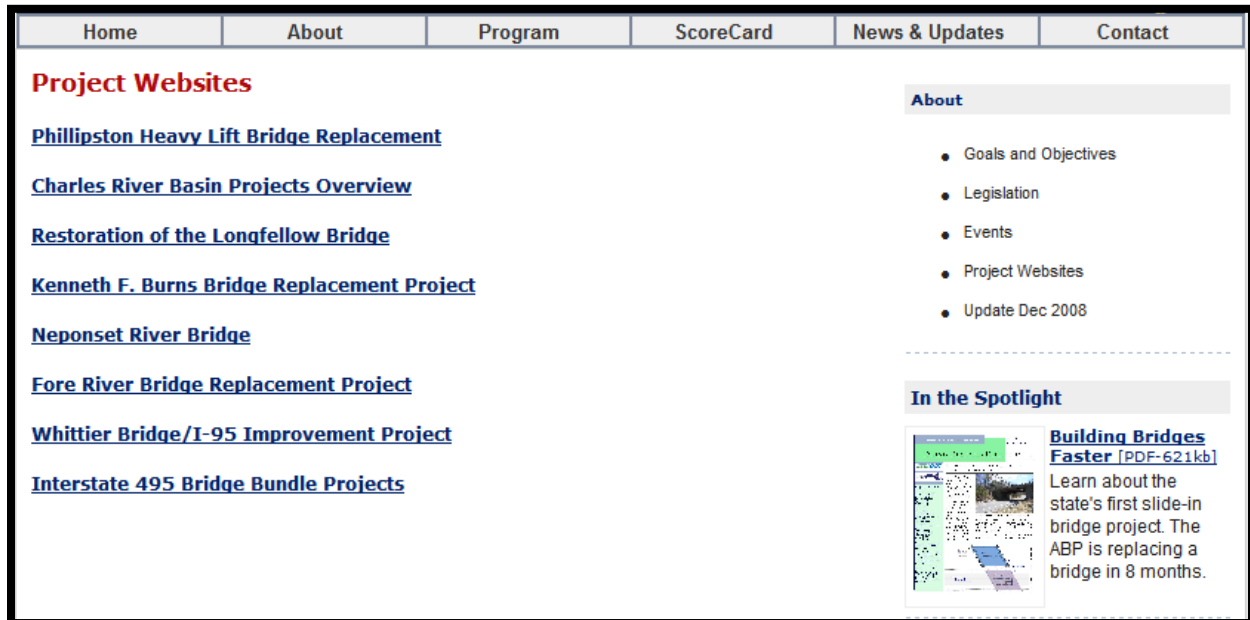 Home About Program ScoreCard News & Updates Contact
Project Websites
Phillipston Heavy Lift Bridge Replacement
Charles River Basin Projects Overview
Restoration of the Longfellow Bridge
Kenneth F. Burns Bridge Replacement Project
Neponset River Bridge
Fore River Bridge Replacement Project
Whittier Bridge/I-95 Improvement Project
Interstate 495 Bridge Bundle Projects
About
Goals and Objectives
Legislation
Events
Project Websites
Update Dec 2008
In the Spotlight
Building Bridges
Faster [PDF-621kb]
Learn about the
state's first slide-in
bridge project. The
ABP is replacing a
bridge in 8 months.